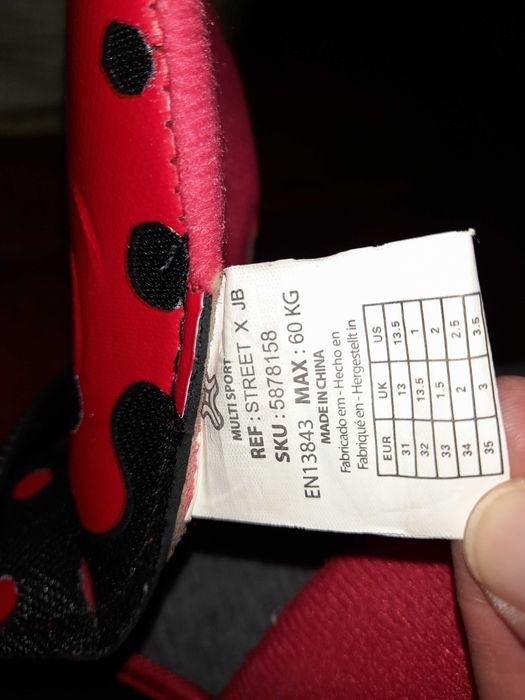 MULTI SPORT
REF : STREET X JB
SKU : 5878158
EN13843 MAX : 60 KG
MADE IN CHINA
Fabricado em - Hecho en
Fabriqué en - Hergestellt in
EUR UK US
31 13 13.5
32 13.5 1
33 1.5 2
34 2 2.5
35 3 3.5